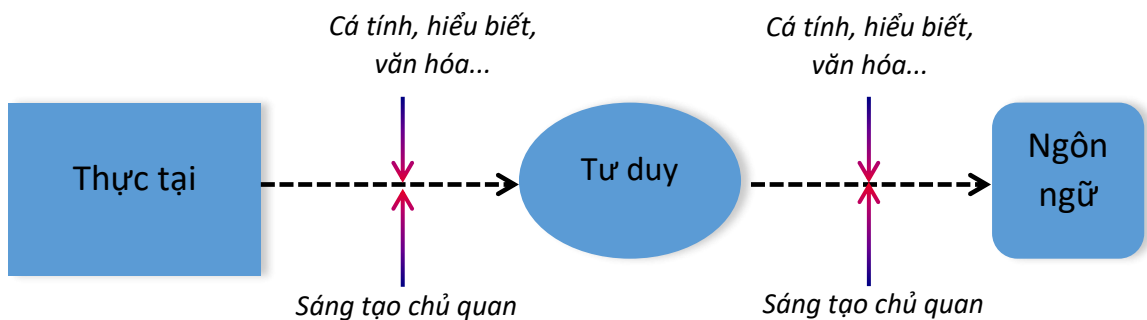 Cá tính, hiểu biết,
văn hóa...
Cá tính, hiểu biết,
văn hóa...
Thực tại
Tư duy
Ngôn
ngữ
Sáng tạo chủ quan
Sáng tạo chủ quan